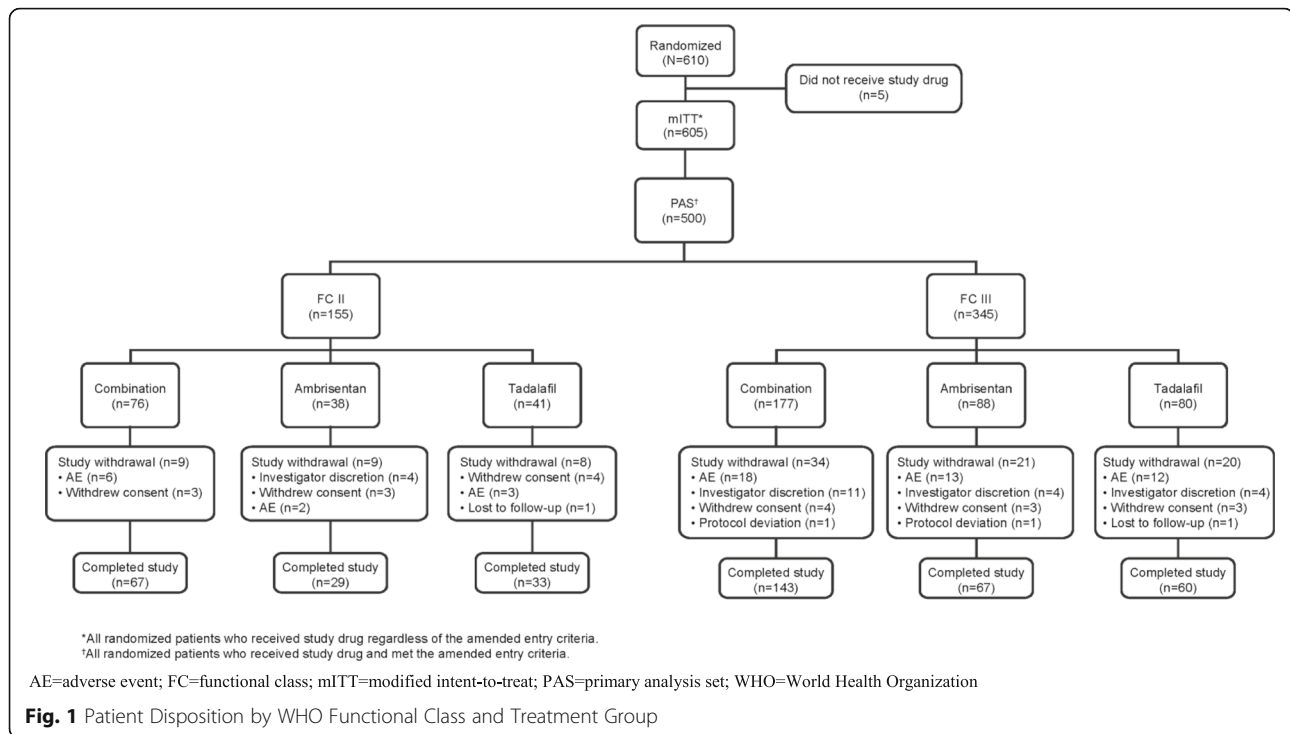 Randomized
(N=610)
Did not receive study drug
(n=5)
mITT*
(n=605)
PAS†
(n=500)
FC II
(n=155)
FC III
(n=345)
Combination
(n=76)
Ambrisentan
(n=38)
Tadalafil
(n=41)
Combination
(n=177)
Ambrisentan
(n=88)
Tadalafil
(n=80)
Study withdrawal (n=9)
• AE (n=6)
• Withdrew consent (n=3)
Study withdrawal (n=9)
• Investigator discretion (n=4)
• Withdrew consent (n=3)
• AE (n=2)
Study withdrawal (n=8)
• Withdrew consent (n=4)
• AE (n=3)
• Lost to follow-up (n=1)
Study withdrawal (n=34)
• AE (n=18)
• Investigator discretion (n=11)
• Withdrew consent (n=4)
• Protocol deviation (n=1)
Study withdrawal (n=21)
• AE (n=13)
• Investigator discretion (n=4)
• Withdrew consent (n=3)
• Protocol deviation (n=1)
Study withdrawal (n=20)
• AE (n=12)
• Investigator discretion (n=4)
• Withdrew consent (n=3)
• Lost to follow-up (n=1)
Completed study
(n=67)
Completed study
(n=29)
Completed study
(n=33)
Completed study
(n=143)
Completed study
(n=67)
Completed study
(n=60)
*All randomized patients who received study drug regardless of the amended entry criteria.
†All randomized patients who received study drug and met the amended entry criteria.
AE=adverse event; FC=functional class; mITT=modified intent-to-treat; PAS=primary analysis set; WHO=World Health Organization
Fig. 1 Patient Disposition by WHO Functional Class and Treatment Group